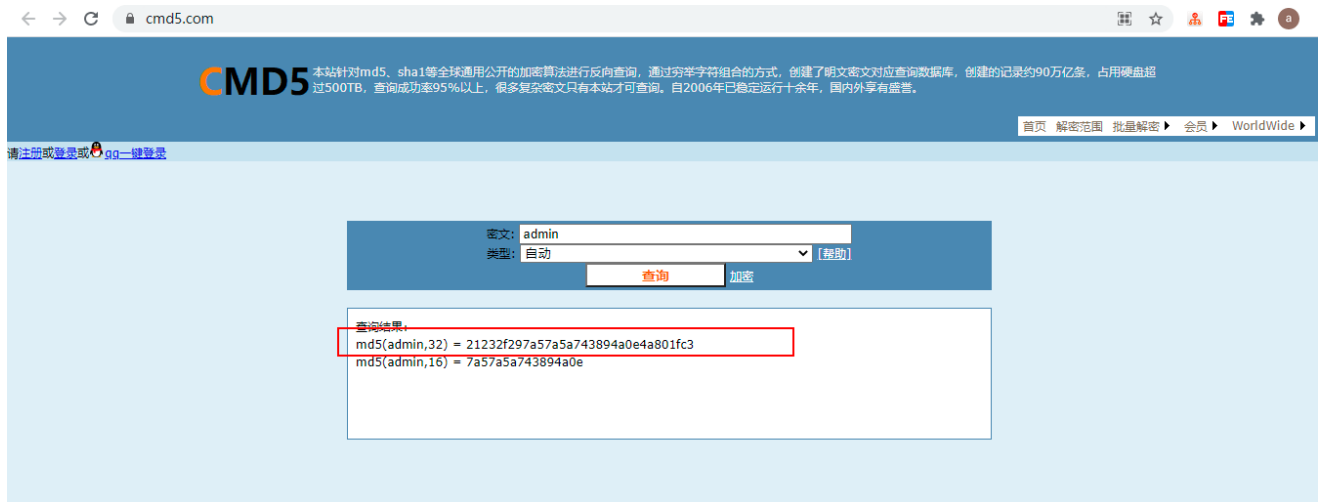 cmd5.com
CMD5
本站针对md5、sha1等全球通用公开的加密算法进行反向查询，通过穷举字符组合的方式，创建了明文密文对应查询数据库，创建的记录约90万亿条，占用硬盘超
过500TB，查询成功率95%以上，很多复杂密文只有本站才可查询。自2006年已稳定运行十余年，国内外享有盛誉。
首页 解密范围 批量解密 会员 WorldWide
请注册或登录或qq一键登录
密文: admin
类型: 自动 [帮助]
查询 加密
查询结果:
md5(admin,32) = 21232f297a57a5a743894a0e4a801fc3
md5(admin,16) = 7a57a5a743894a0e